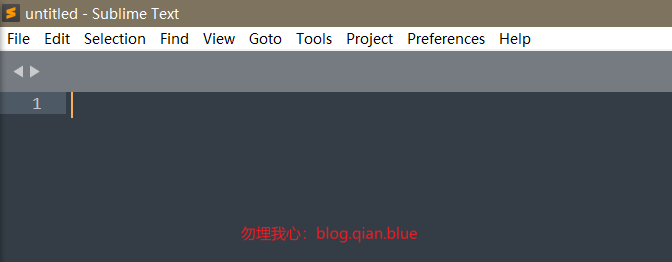 untitled - Sublime Text
File Edit Selection Find View Goto Tools Project Preferences Help
1
勿埋我心：blog.qian.blue